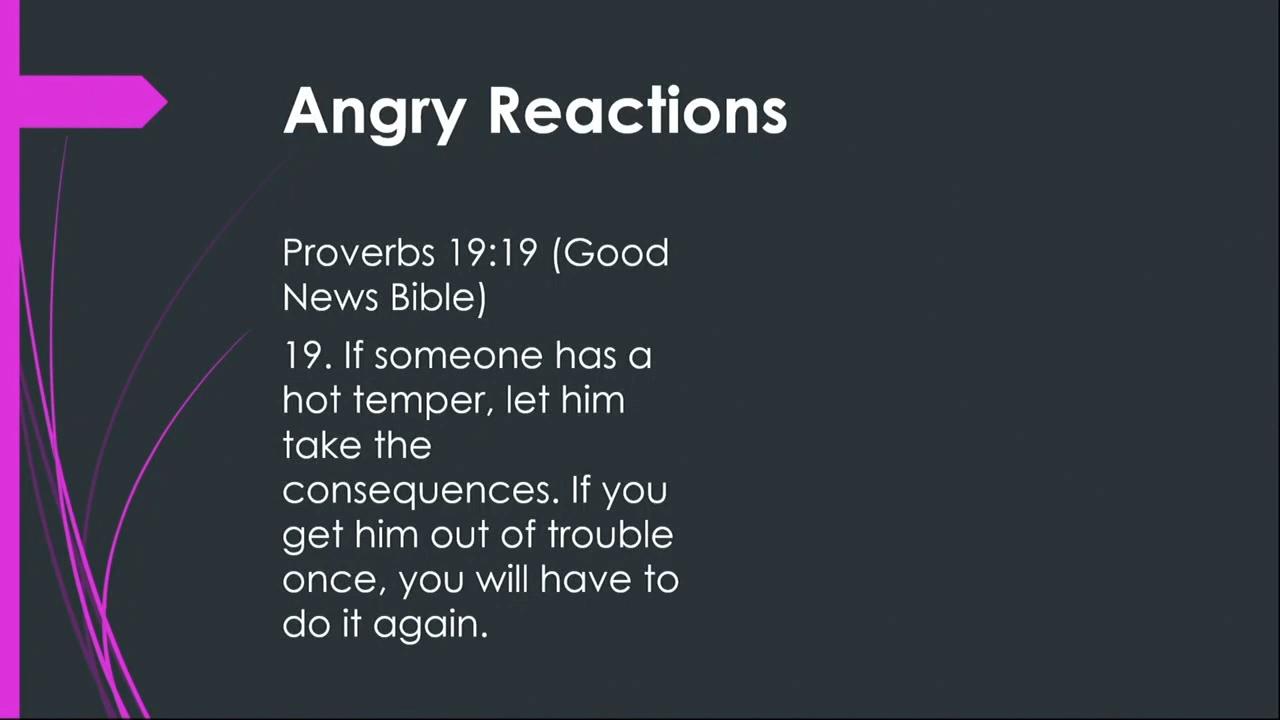 Angry Reactions
Proverbs 19:19 (Good
News Bible)
19. If someone has a
hot temper, let him
take the
consequences. If you
get him out of trouble
once, you will have to
do it again.